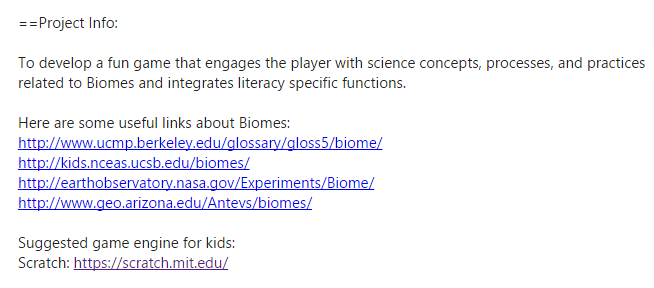 ==Project Info:
To develop a fun game that engages the player with science concepts, processes, and practices
related to Biomes and integrates literacy specific functions.
Here are some useful links about Biomes:
http://www.ucmp.berkeley.edu/glossary/gloss5/biome/
http://kids.nceas.ucsb.edu/biomes/
http://earthobservatory.nasa.gov/Experiments/Biome/
http://www.geo.arizona.edu/Antevs/biomes/
Suggested game engine for kids:
Scratch: https://scratch.mit.edu/